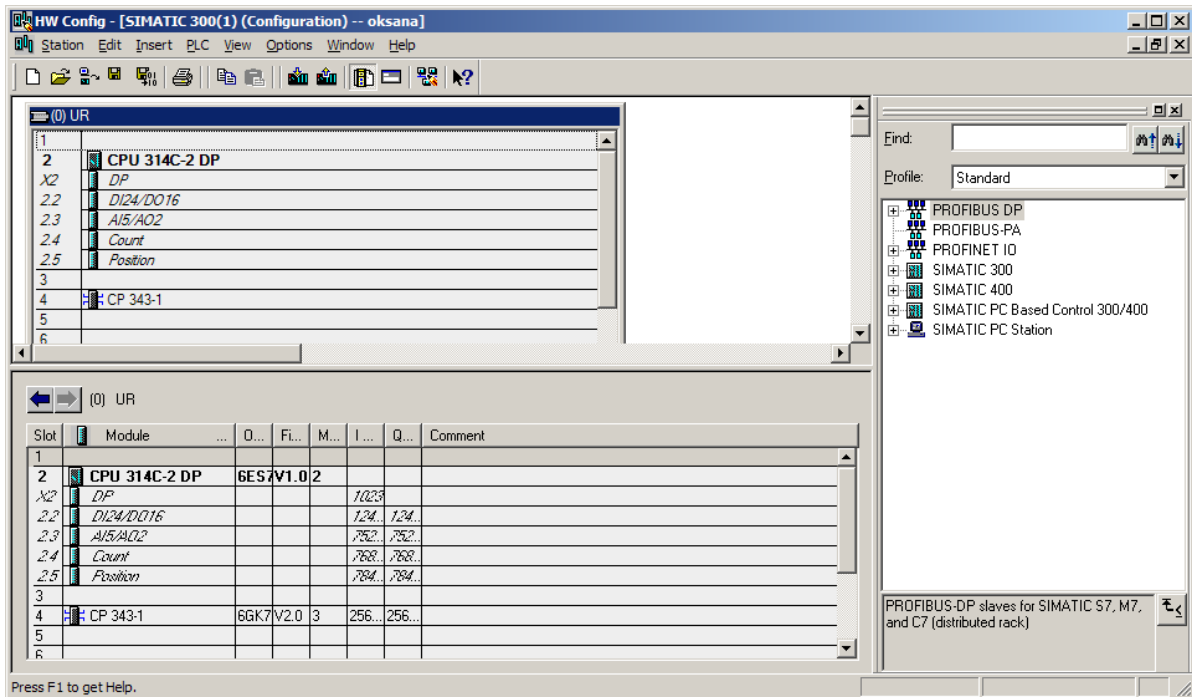 HW Config - [SIMATIC 300(1) (Configuration) -- oksana]
Station Edit Insert PLC View Options Window Help
(0) UR
1
2 CPU 314C-2 DP
X2 DP
2.2 DI24/DO16
2.3 AI5/AO2
2.4 Count
2.5 Position
3
4 CP 343-1
5
6
Find:
Profile: Standard
PROFIBUS DP
PROFIBUS-PA
PROFINET IO
SIMATIC 300
SIMATIC 400
SIMATIC PC Based Control 300/400
SIMATIC PC Station
PROFIBUS-DP slaves for SIMATIC S7, M7,
and C7 (distributed rack)
(0) UR
Slot Module ... O... Fi... M... I ... Q... Comment
1
2 CPU 314C-2 DP 6ES7 V1.0 2
X2 DP 1023
2.2 DI24/DO16 124... 124...
2.3 AI5/AO2 752... 752...
2.4 Count 768... 768...
2.5 Position 784... 784...
3
4 CP 343-1 6GK7 V2.0 3 256... 256...
5
6
Press F1 to get Help.